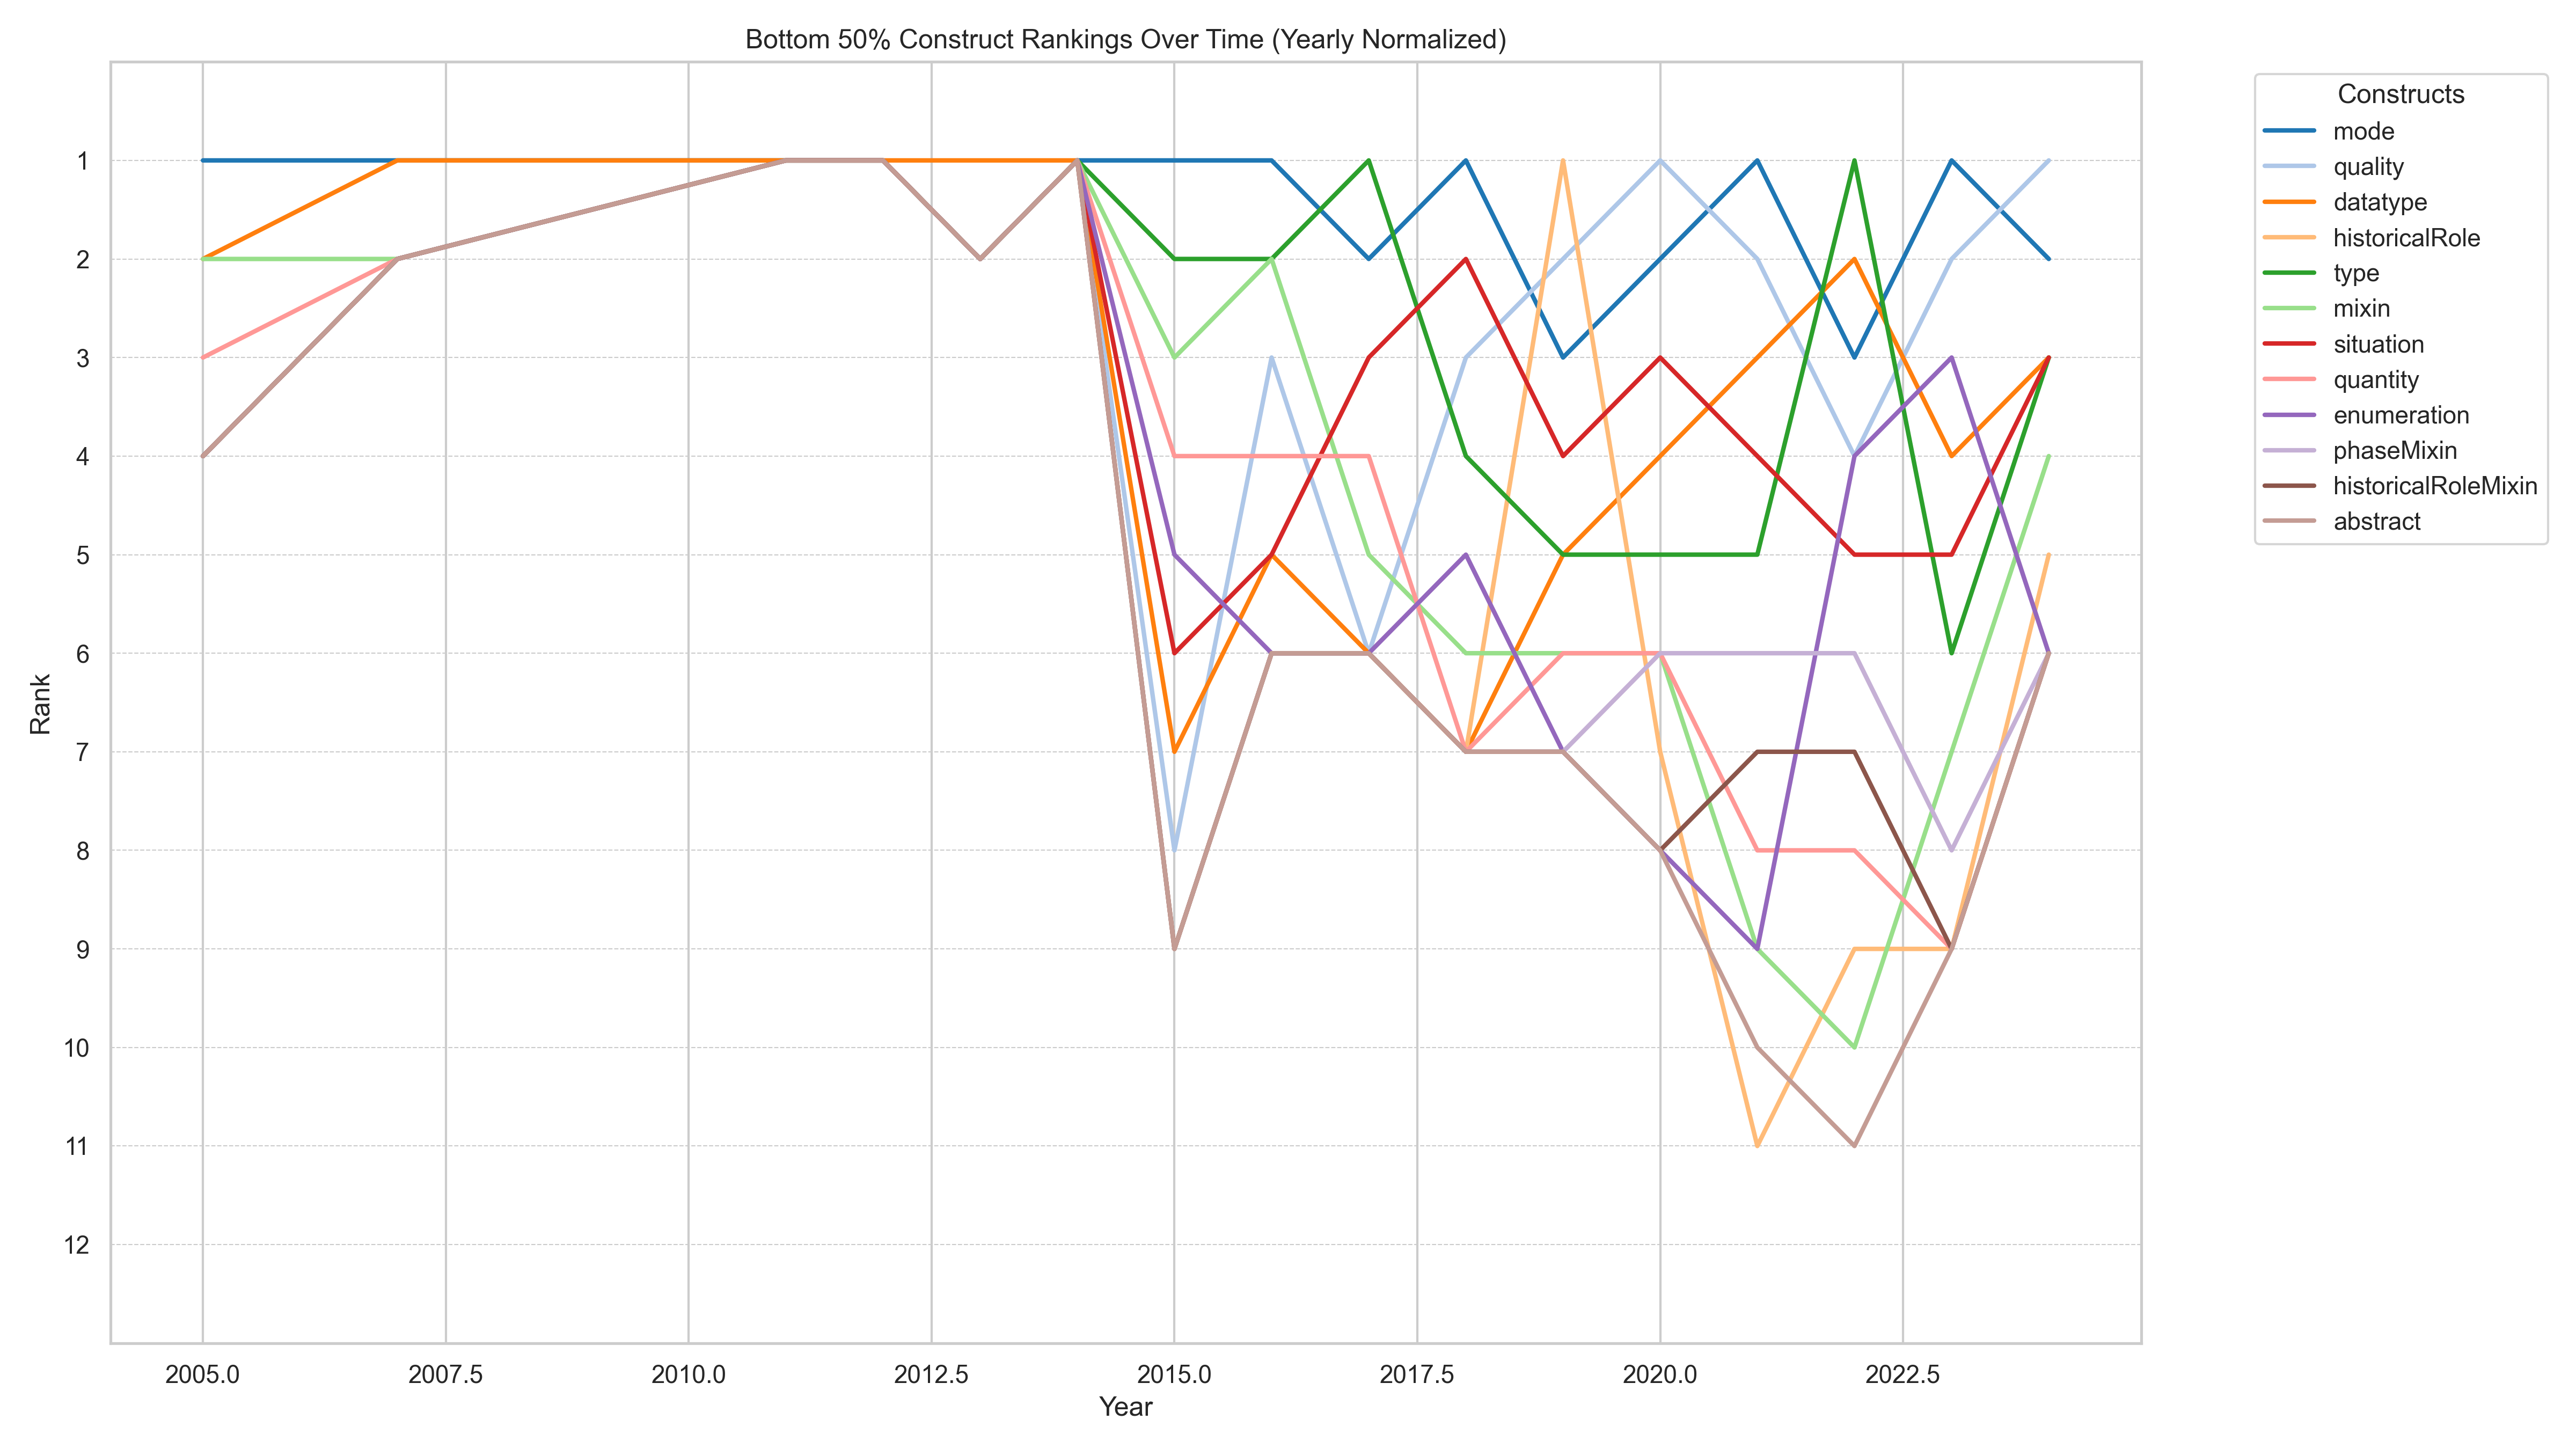 Bottom 50% Construct Rankings Over Time (Yearly Normalized)
Constructs
mode
quality
datatype
historicalRole
type
mixin
situation
quantity
enumeration
phaseMixin
historicalRoleMixin
abstract
Rank
1
2
3
4
5
6
7
8
9
10
11
12
2005.0 2007.5 2010.0 2012.5 2015.0 2017.5 2020.0 2022.5
Year